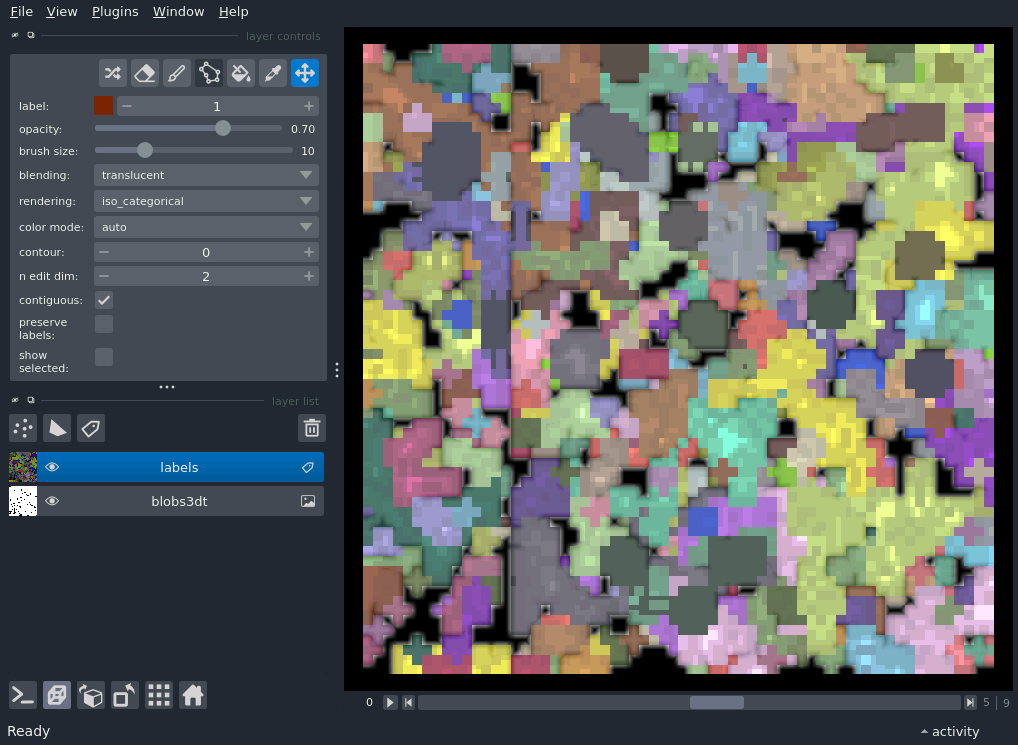 File View Plugins Window Help
layer controls
label: 1
opacity: 0.70
brush size: 10
blending: translucent
rendering: iso_categorical
color mode: auto
contour: 0
n edit dim: 2
contiguous:
preserve
labels:
show
selected:
layer list
labels
blobs3dt
0 5 9
Ready activity